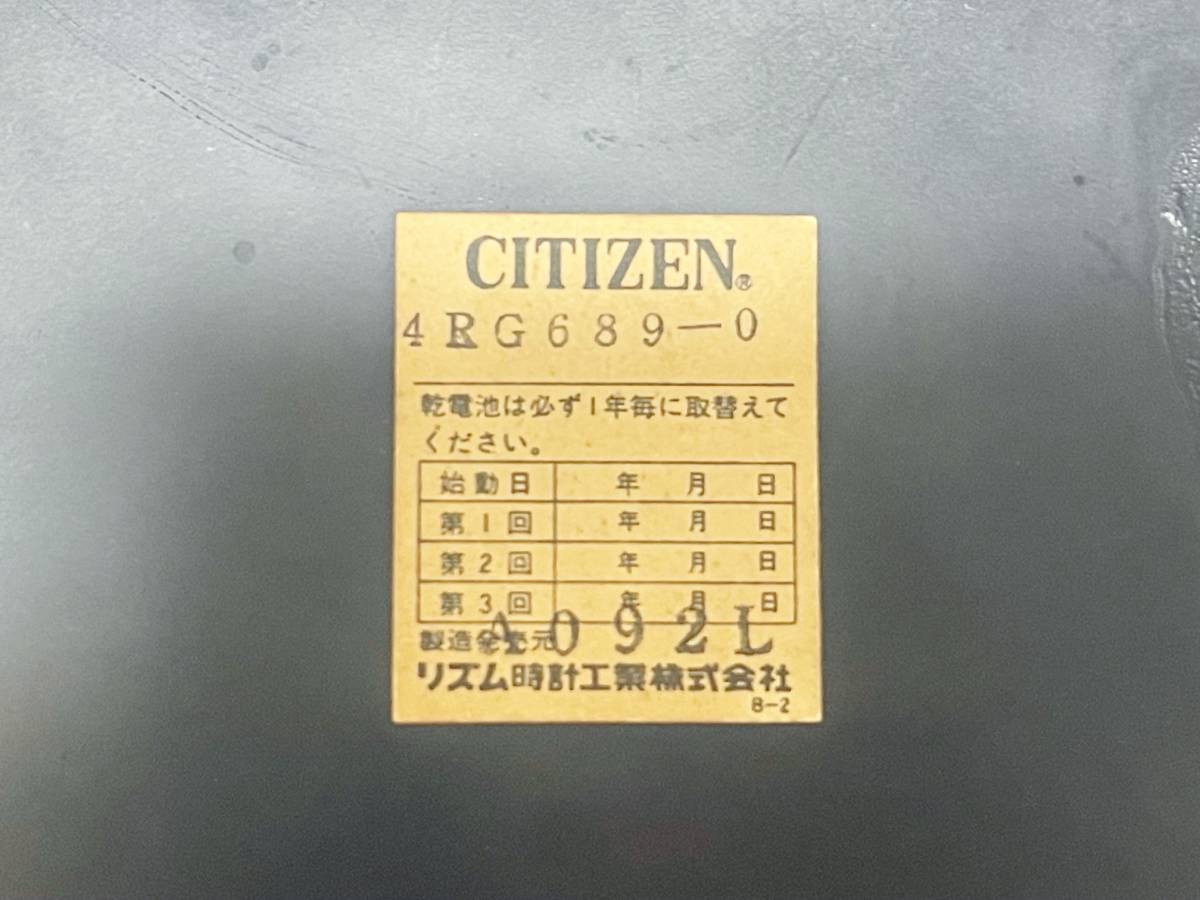 CITIZEN®
4RG689-0
乾電池は必ず1年毎に取替えて
ください。
始動日 年 月 日
第1回 年 月 日
第2回 年 月 日
第3回 年 月 日
A092L
製造発売元
リズム時計工業株式会社
8-2